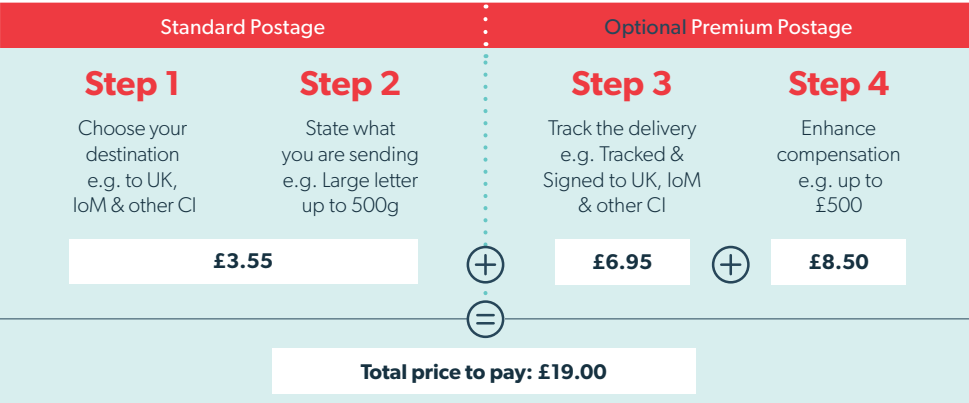 Standard Postage
Optional Premium Postage
Step 1
Choose your
destination
e.g. to UK,
IoM & other CI
Step 2
State what
you are sending
e.g. Large letter
up to 500g
£3.55
+
Step 3
Track the delivery
e.g. Tracked &
Signed to UK, IoM
& other CI
£6.95
+
Step 4
Enhance
compensation
e.g. up to
£500
£8.50
=
Total price to pay: £19.00